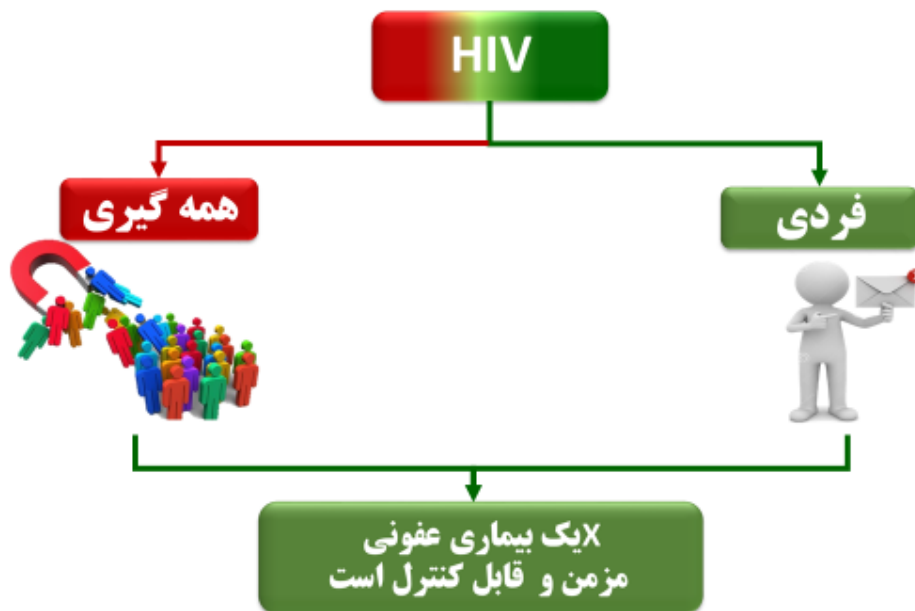 HIV
فردی
همه گیری
Xیک بیماری عفونی
مزمن و قابل کنترل است